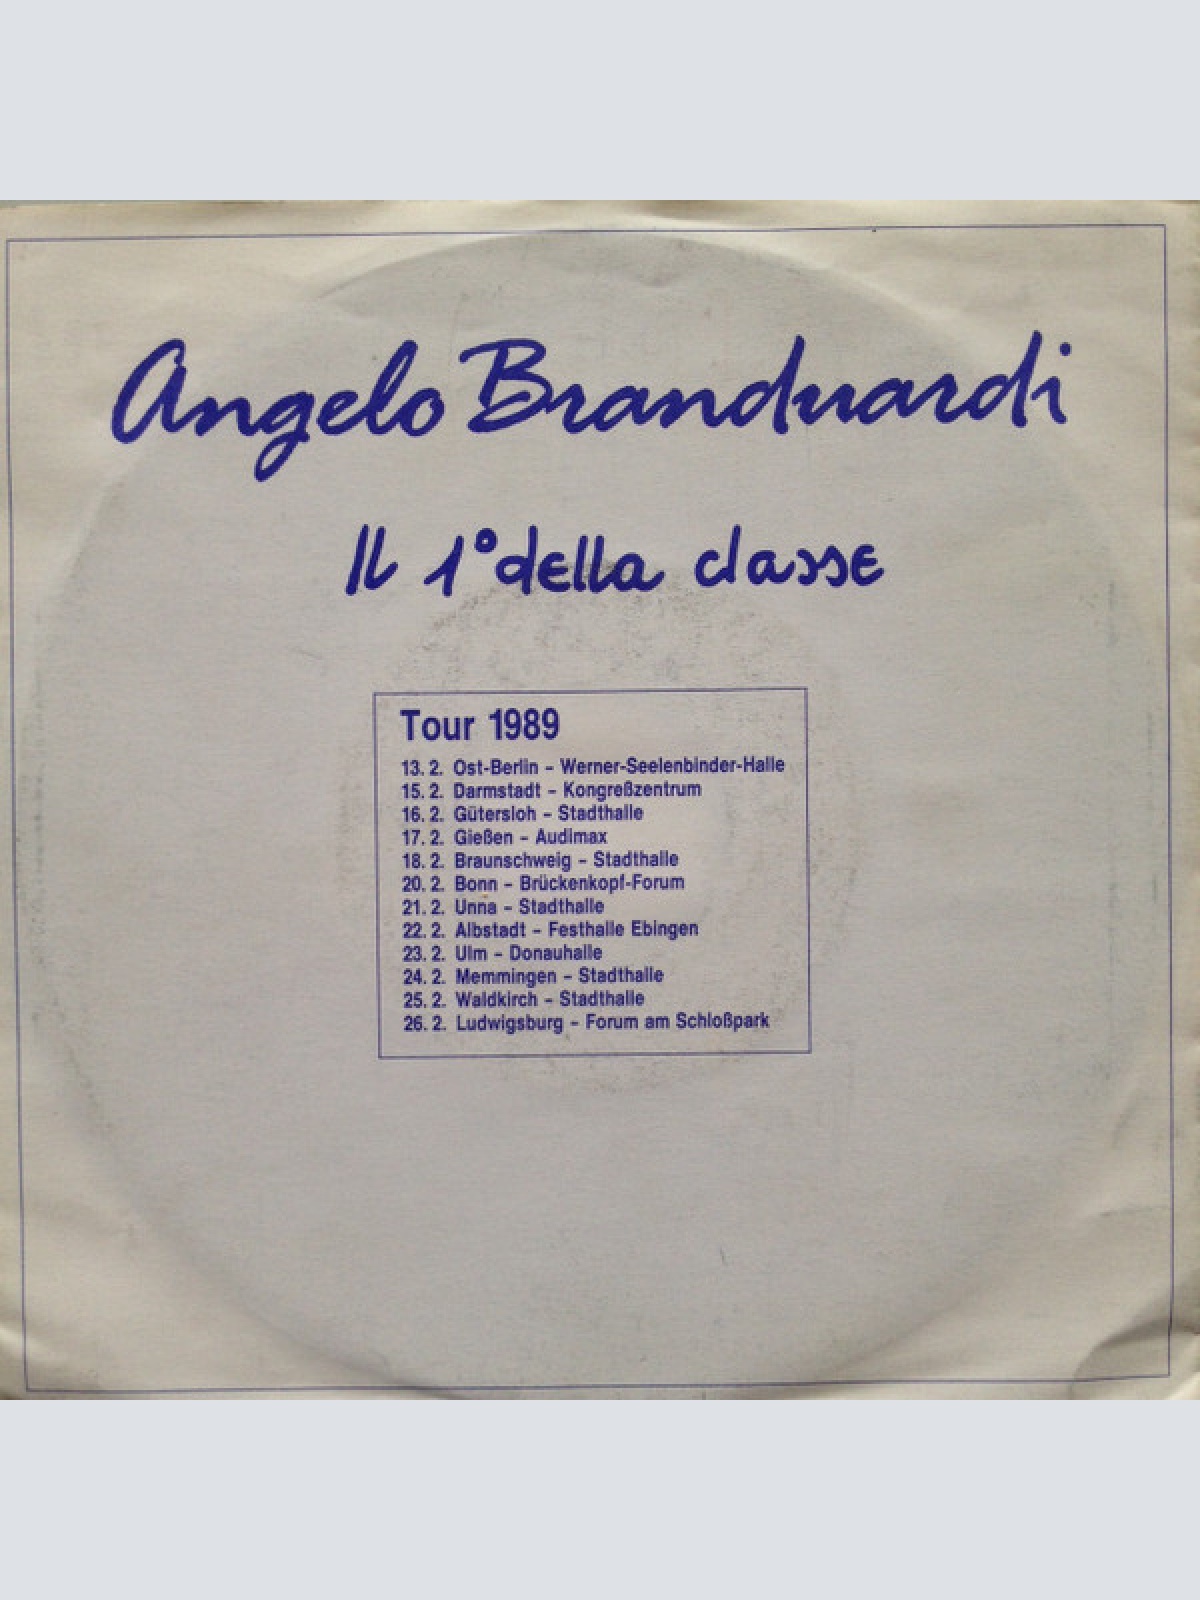 Angelo Branduardi
Il 1° della classe
Tour 1989
13. 2. Ost-Berlin – Werner-Seelenbinder-Halle
15. 2. Darmstadt – Kongreßzentrum
16. 2. Gütersloh – Stadthalle
17. 2. Gießen – Audimax
18. 2. Braunschweig – Stadthalle
20. 2. Bonn – Brückenkopf-Forum
21. 2. Unna – Stadthalle
22. 2. Albstadt – Festhalle Ebingen
23. 2. Ulm – Donauhalle
24. 2. Memmingen – Stadthalle
25. 2. Waldkirch – Stadthalle
26. 2. Ludwigsburg – Forum am Schloßpark